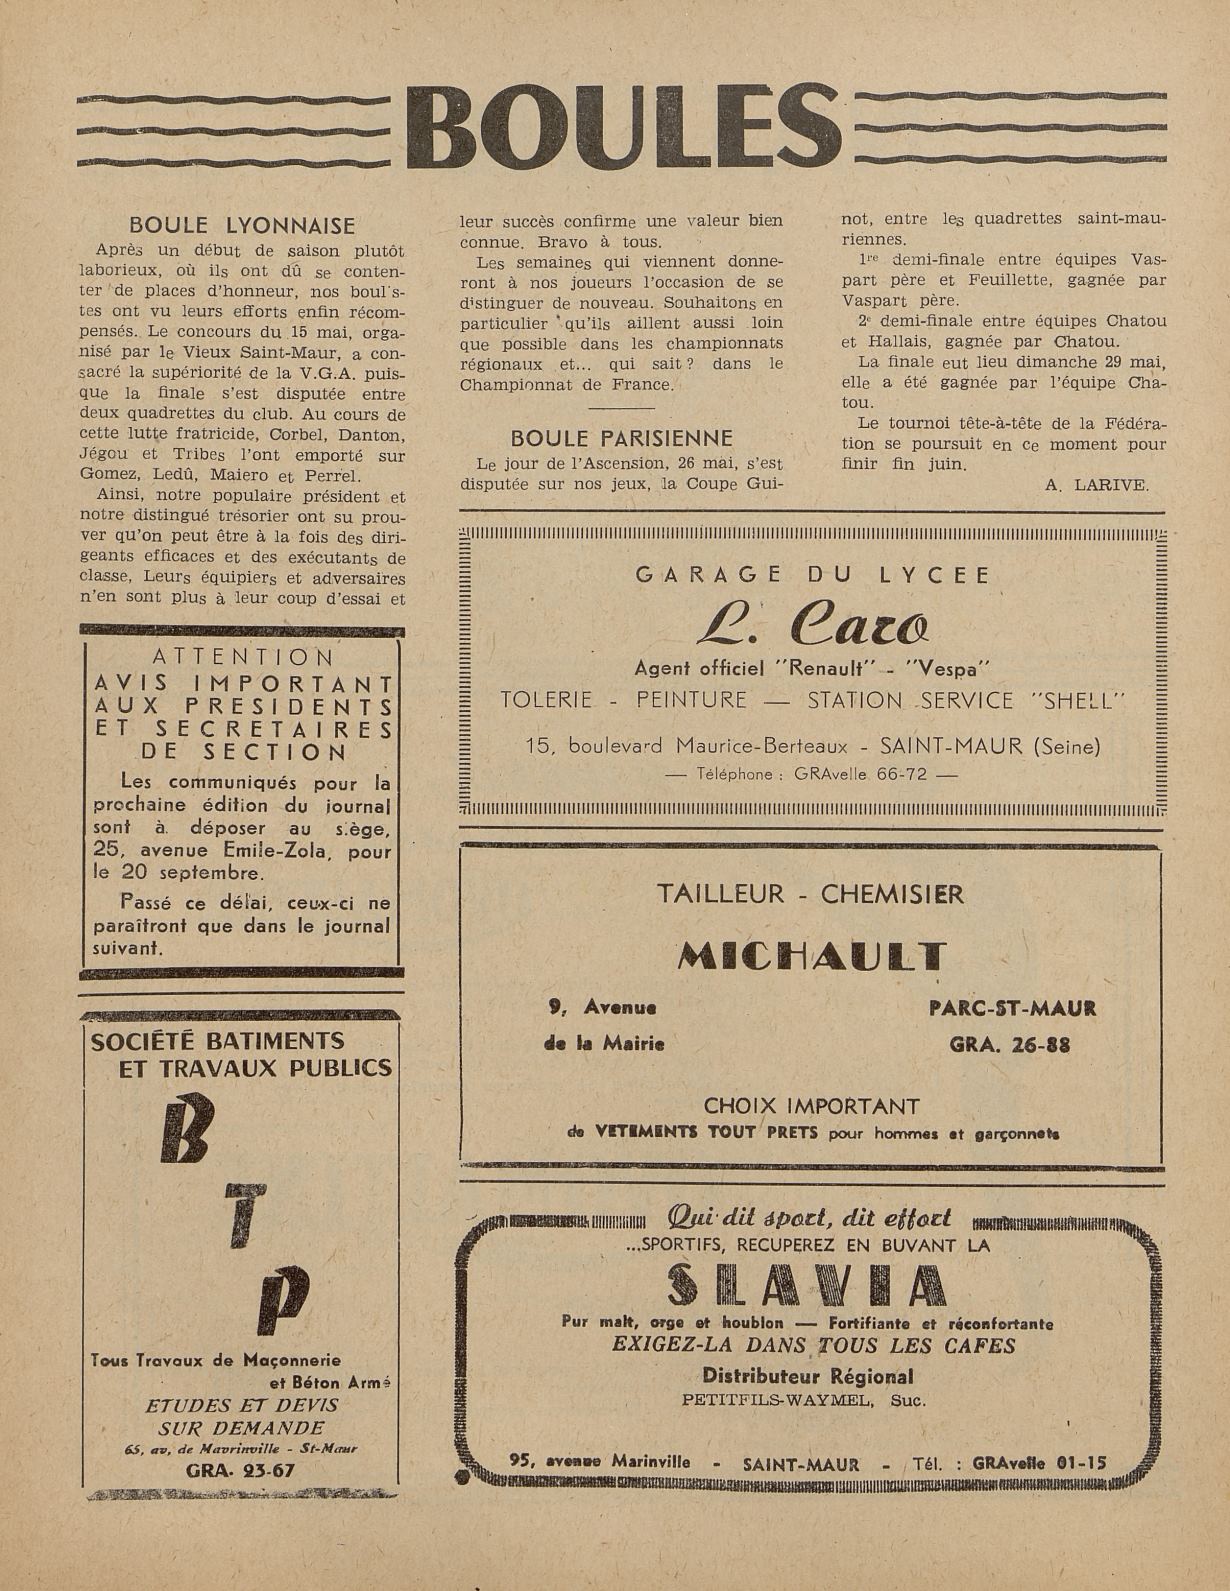 BOULES
BOULE LYONNAISE
Après un début de saison plutôt
laborieux, où ils ont dû se conten-
ter de places d'honneur, nos boul's-
tes ont vu leurs efforts enfin récom-
pensés. Le concours du 15 mai, orga-
nisé par le Vieux Saint-Maur, a con-
sacré la supériorité de la V.G.A. puis-
que la finale s'est disputée entre
deux quadrettes du club. Au cours de
cette lutte fratricide, Corbel, Danton,
Jégou et Tribes l'ont emporté sur
Gomez, Ledû, Maiero et Perrel.
Ainsi, notre populaire président et
notre distingué trésorier ont su prou-
ver qu'on peut être à la fois des diri-
geants efficaces et des exécutants de
classe, Leurs équipiers et adversaires
n'en sont plus à leur coup d'essai et
leur succès confirme une valeur bien
connue. Bravo à tous.
Les semaines qui viennent donne-
ront à nos joueurs l'occasion de se
distinguer de nouveau. Souhaitons en
particulier qu'ils aillent aussi loin
que possible dans les championnats
régionaux et... qui sait ? dans le
Championnat de France.
BOULE PARISIENNE
Le jour de l'Ascension, 26 mai, s'est
disputée sur nos jeux, la Coupe Gui-
not, entre les quadrettes saint-mau-
riennes.
1re demi-finale entre équipes Vas-
part père et Feuillette, gagnée par
Vaspart père.
2e demi-finale entre équipes Chatou
et Hallais, gagnée par Chatou.
La finale eut lieu dimanche 29 mai,
elle a été gagnée par l'équipe Cha-
tou.
Le tournoi tête-à-tête de la Fédéra-
tion se poursuit en ce moment pour
finir fin juin.
A. LARIVE.
ATTENTION
AVIS IMPORTANT
AUX PRESIDENTS
ET SECRETAIRES
DE SECTION
Les communiqués pour la
prochaine édition du journal
sont à déposer au siège,
25, avenue Emile-Zola, pour
le 20 septembre.
Passé ce délai, ceux-ci ne
paraîtront que dans le journal
suivant.
SOCIÉTÉ BATIMENTS
ET TRAVAUX PUBLICS
B
T
P
Tous Travaux de Maçonnerie
et Béton Armé
ETUDES ET DEVIS
SUR DEMANDE
65, av, de Mavrinville - St-Maur
GRA. 23-67
GARAGE DU LYCEE
L. Caro
Agent officiel "Renault" - "Vespa"
TOLERIE - PEINTURE — STATION SERVICE "SHELL"
15, boulevard Maurice-Berteaux - SAINT-MAUR (Seine)
— Téléphone : GRAvelle 66-72 —
TAILLEUR - CHEMISIER
MICHAULT
9, Avenue PARC-ST-MAUR
de la Mairie GRA. 26-88
CHOIX IMPORTANT
de VETEMENTS TOUT PRETS pour hommes et garçonnets
Qui dit sport, dit effort
...SPORTIFS, RECUPEREZ EN BUVANT LA
SLAVIA
Pur malt, orge et houblon — Fortifiante et réconfortante
EXIGEZ-LA DANS TOUS LES CAFES
Distributeur Régional
PETITFILS-WAYMEL, Suc.
95, avenue Marinville - SAINT-MAUR - Tél. : GRAvelle 01-15